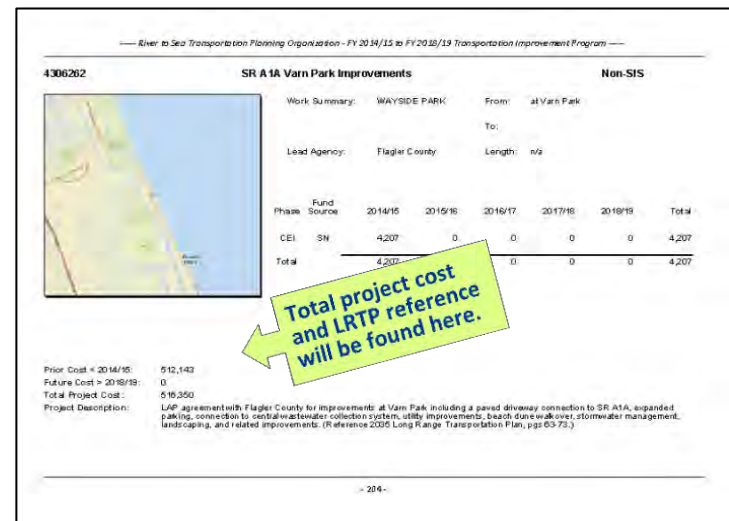 ---- River to Sea Transportation Planning Organization - FY 2014/15 to FY 2018/19 Transportation Improvement Program ----
4306262 SR A1A Varn Park Improvements Non-SIS
Work Summary: WAYSIDE PARK From: at Varn Park
To:
Lead Agency: Flagler County Length: n/a
Phase Fund Source 2014/15 2015/16 2016/17 2017/18 2018/19 Total
CEI SN 4,207 0 0 0 0 4,207
Total 4,207 0 0 0 4,207
Total project cost
and LRTP reference
will be found here.
Prior Cost < 2014/15: 512,143
Future Cost > 2018/19: 0
Total Project Cost: 516,350
Project Description: LAP agreement with Flagler County for improvements at Varn Park including a paved driveway connection to SR A1A, expanded
parking, connection to central wastewater collection system, utility improvements, beach dune walkover, stormwater management,
landscaping, and related improvements. (Reference 2035 Long Range Transportation Plan, pgs 63-73.)
- 204 -